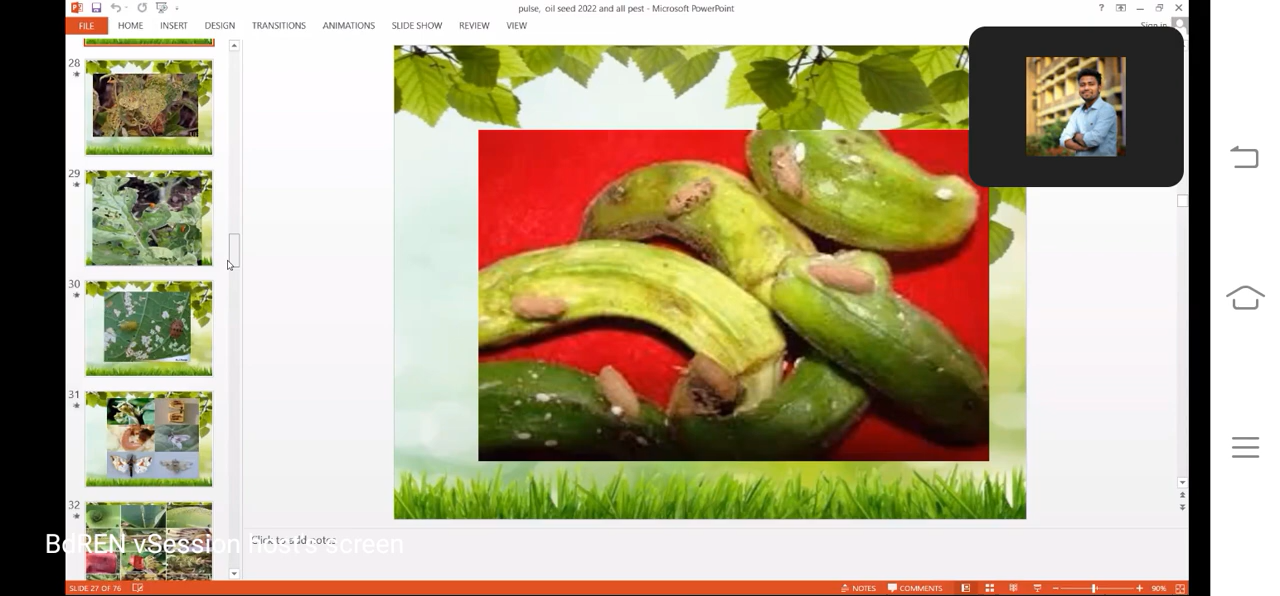 pulse, oil seed 2022 and all pest - Microsoft PowerPoint
FILE HOME INSERT DESIGN TRANSITIONS ANIMATIONS SLIDE SHOW REVIEW VIEW Sign in
28
29
30
31
32
Click to add notes
BdREN vSession host's screen
SLIDE 27 OF 76 NOTES COMMENTS 90%